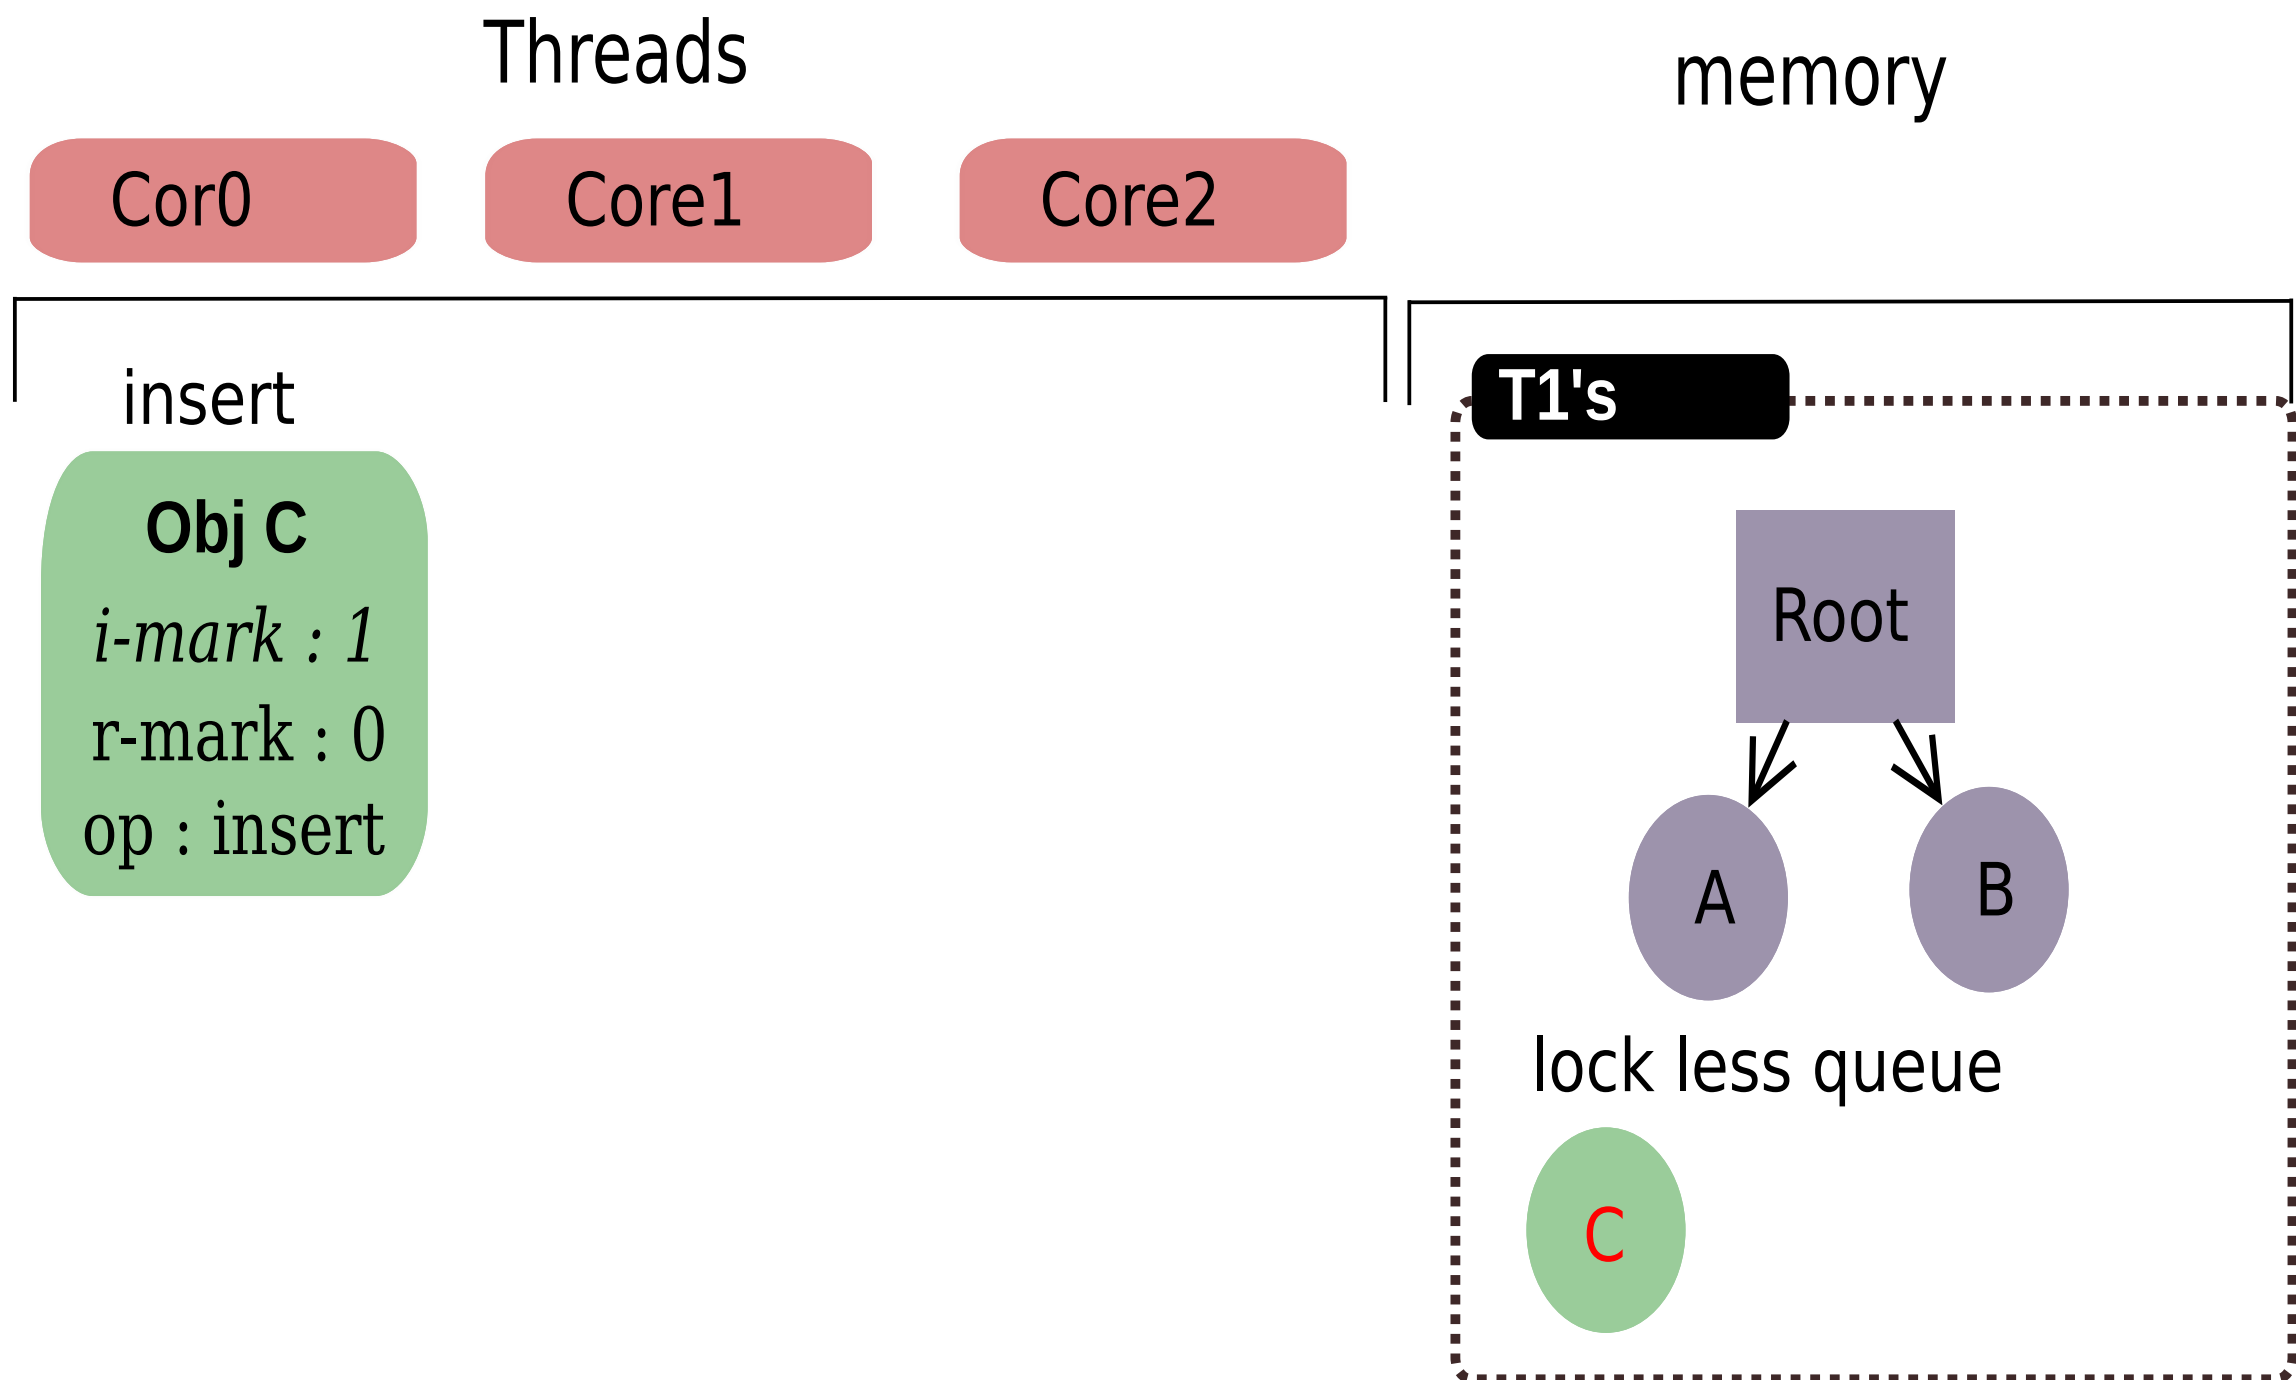 Threads
memory
Cor0
Core1
Core2
insert
Obj C
i-mark : 1
r-mark : 0
op : insert
T1's
Root
A
B
lock less queue
C